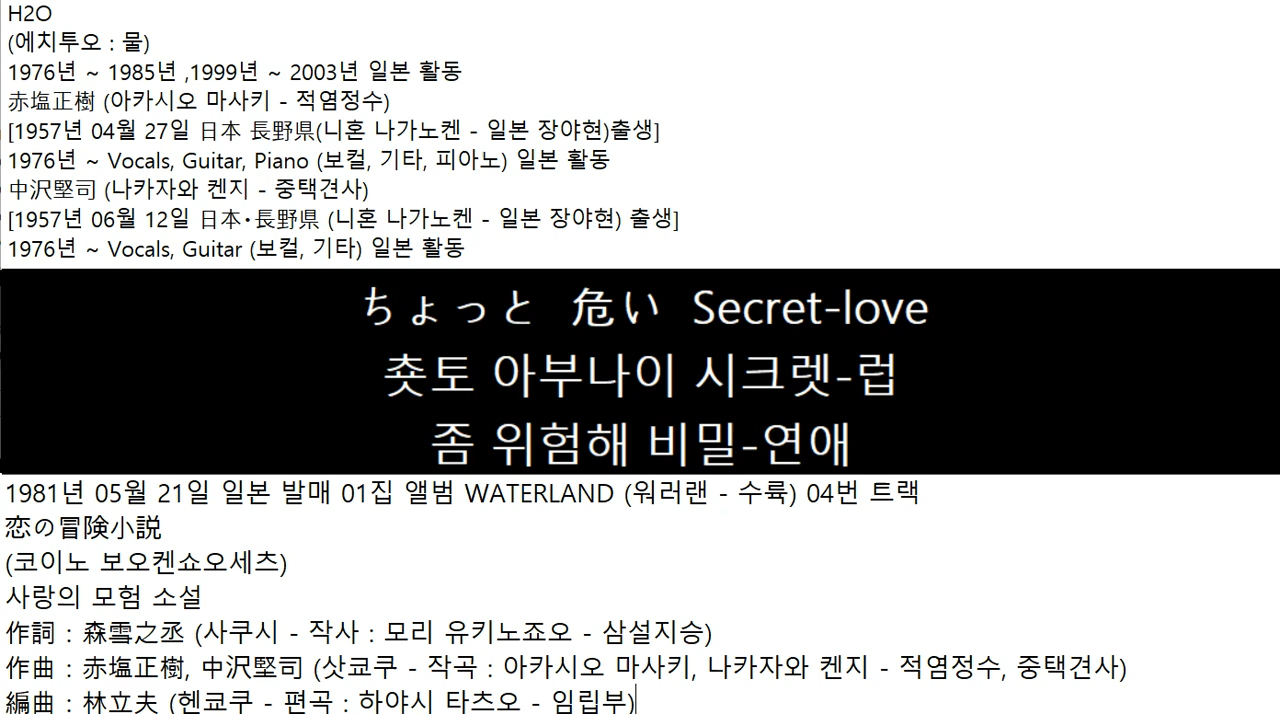 H2O
(에치투오 : 물)
1976년 ~ 1985년 ,1999년 ~ 2003년 일본 활동
赤塩正樹 (아카시오 마사키 - 적염정수)
[1957년 04월 27일 日本 長野県(니혼 나가노켄 - 일본 장야현)출생]
1976년 ~ Vocals, Guitar, Piano (보컬, 기타, 피아노) 일본 활동
中沢堅司 (나카자와 켄지 - 중택견사)
[1957년 06월 12일 日本・長野県 (니혼 나가노켄 - 일본 장야현) 출생]
1976년 ~ Vocals, Guitar (보컬, 기타) 일본 활동
ちょっと 危い Secret-love
춋토 아부나이 시크렛-럽
좀 위험해 비밀-연애
1981년 05월 21일 일본 발매 01집 앨범 WATERLAND (워러랜 - 수륙) 04번 트랙
恋の冒険小説
(코이노 보오켄쇼오세츠)
사랑의 모험 소설
作詞 : 森雪之丞 (사쿠시 - 작사 : 모리 유키노죠오 - 삼설지승)
作曲 : 赤塩正樹, 中沢堅司 (삿쿄쿠 - 작곡 : 아카시오 마사키, 나카자와 켄지 - 적염정수, 중택견사)
編曲 : 林立夫 (헨쿄쿠 - 편곡 : 하야시 타츠오 - 임립부)